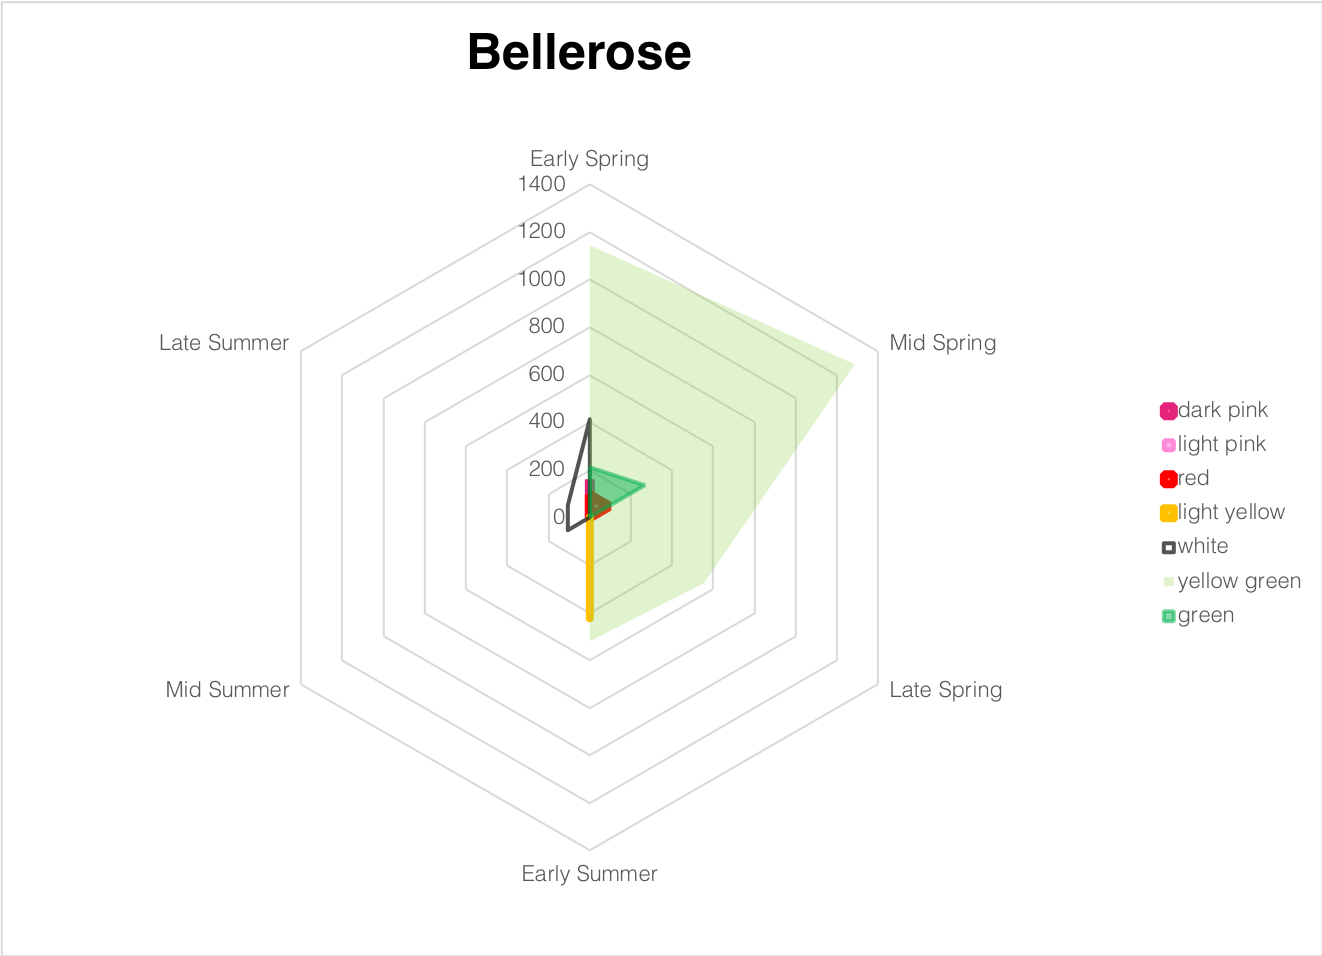 Bellerose
Early Spring
1400
1200
1000
800
600
400
200
0
Late Summer
Mid Spring
Mid Summer
Late Spring
Early Summer
dark pink
light pink
red
light yellow
white
yellow green
green